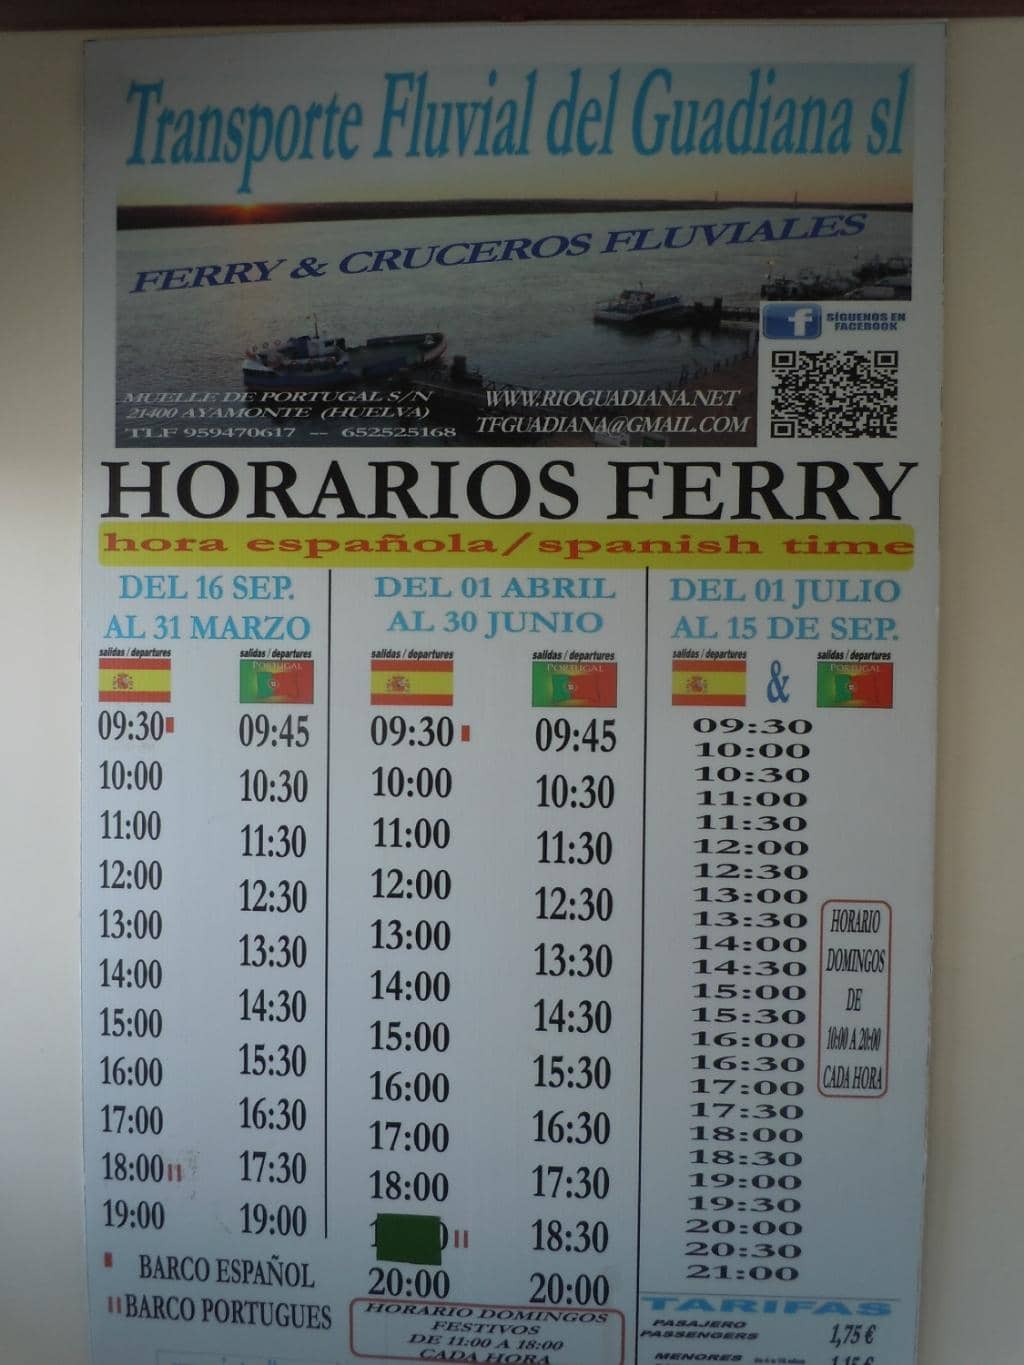 Transporte Fluvial del Guadiana sl
FERRY & CRUCEROS FLUVIALES
SÍGUENOS EN
FACEBOOK
MUELLE DE PORTUGAL S/N
21400 AYAMONTE (HUELVA)
TLF 959470617 -- 652525168
WWW.RIOGUADIANA.NET
TFGUADIANA@GMAIL.COM
HORARIOS FERRY
hora española/spanish time
DEL 16 SEP.
AL 31 MARZO
salidas / departures
salidas / departures
PORTUGAL
09:30 09:45
10:00 10:30
11:00 11:30
12:00 12:30
13:00 13:30
14:00 14:30
15:00 15:30
16:00 16:30
17:00 17:30
18:00
19:00 19:00
BARCO ESPAÑOL
BARCO PORTUGUES
DEL 01 ABRIL
AL 30 JUNIO
salidas / departures
salidas / departures
PORTUGAL
09:30 09:45
10:00 10:30
11:00 11:30
12:00 12:30
13:00 13:30
14:00 14:30
15:00 15:30
16:00 16:30
17:00 17:30
18:00 18:30
20:00 20:00
HORARIO DOMINGOS
FESTIVOS
DE 11:00 A 18:00
CADA HORA
DEL 01 JULIO
AL 15 DE SEP.
salidas / departures
&
salidas / departures
PORTUGAL
09:30
10:00
10:30
11:00
11:30
12:00
12:30
13:00
13:30
14:00
14:30
15:00
15:30
16:00
16:30
17:00
17:30
18:00
18:30
19:00
19:30
20:00
20:30
21:00
HORARIO
DOMINGOS
DE
10:00 A 20:00
CADA HORA
TARIFAS
PASAJERO
PASSENGERS 1,75 €
MENORES